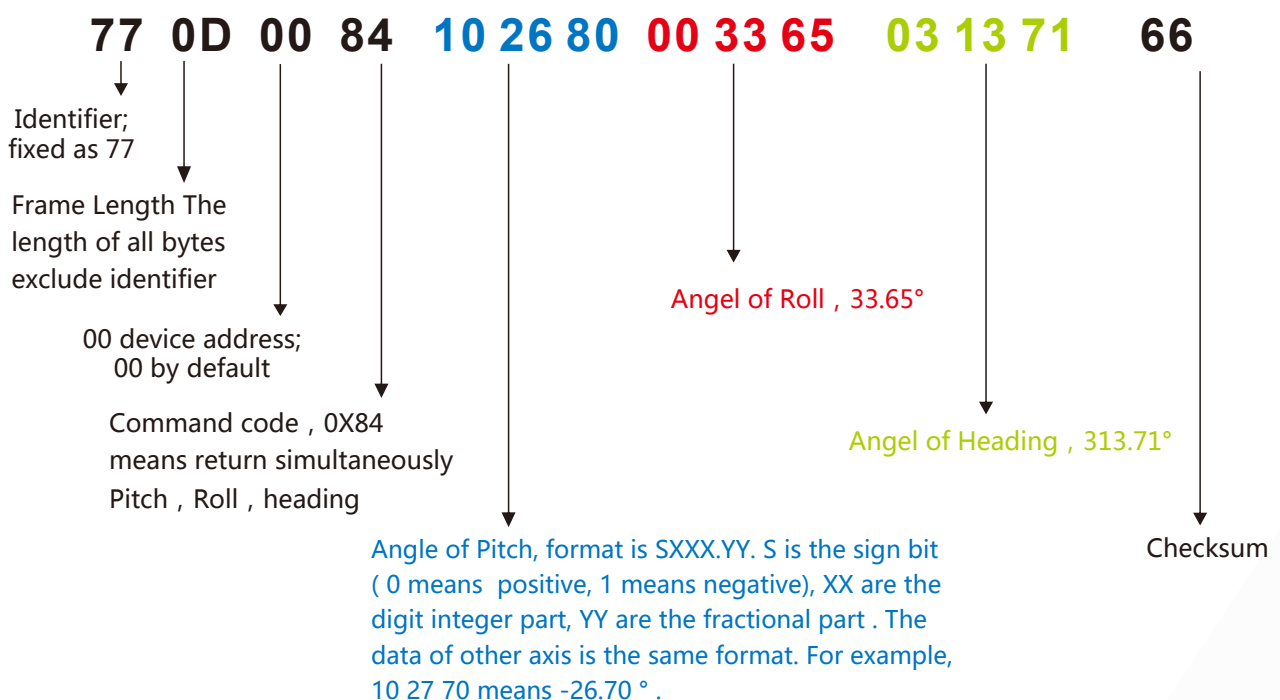 77 0D 00 84 10 26 80 00 33 65 03 13 71 66
Identifier;
fixed as 77
Frame Length The
length of all bytes
exclude identifier
00 device address;
00 by default
Command code , 0X84
means return simultaneously
Pitch , Roll , heading
Angle of Pitch, format is SXXX.YY. S is the sign bit
( 0 means positive, 1 means negative), XX are the
digit integer part, YY are the fractional part . The
data of other axis is the same format. For example,
10 27 70 means -26.70 ° .
Angel of Roll , 33.65°
Angel of Heading , 313.71°
Checksum